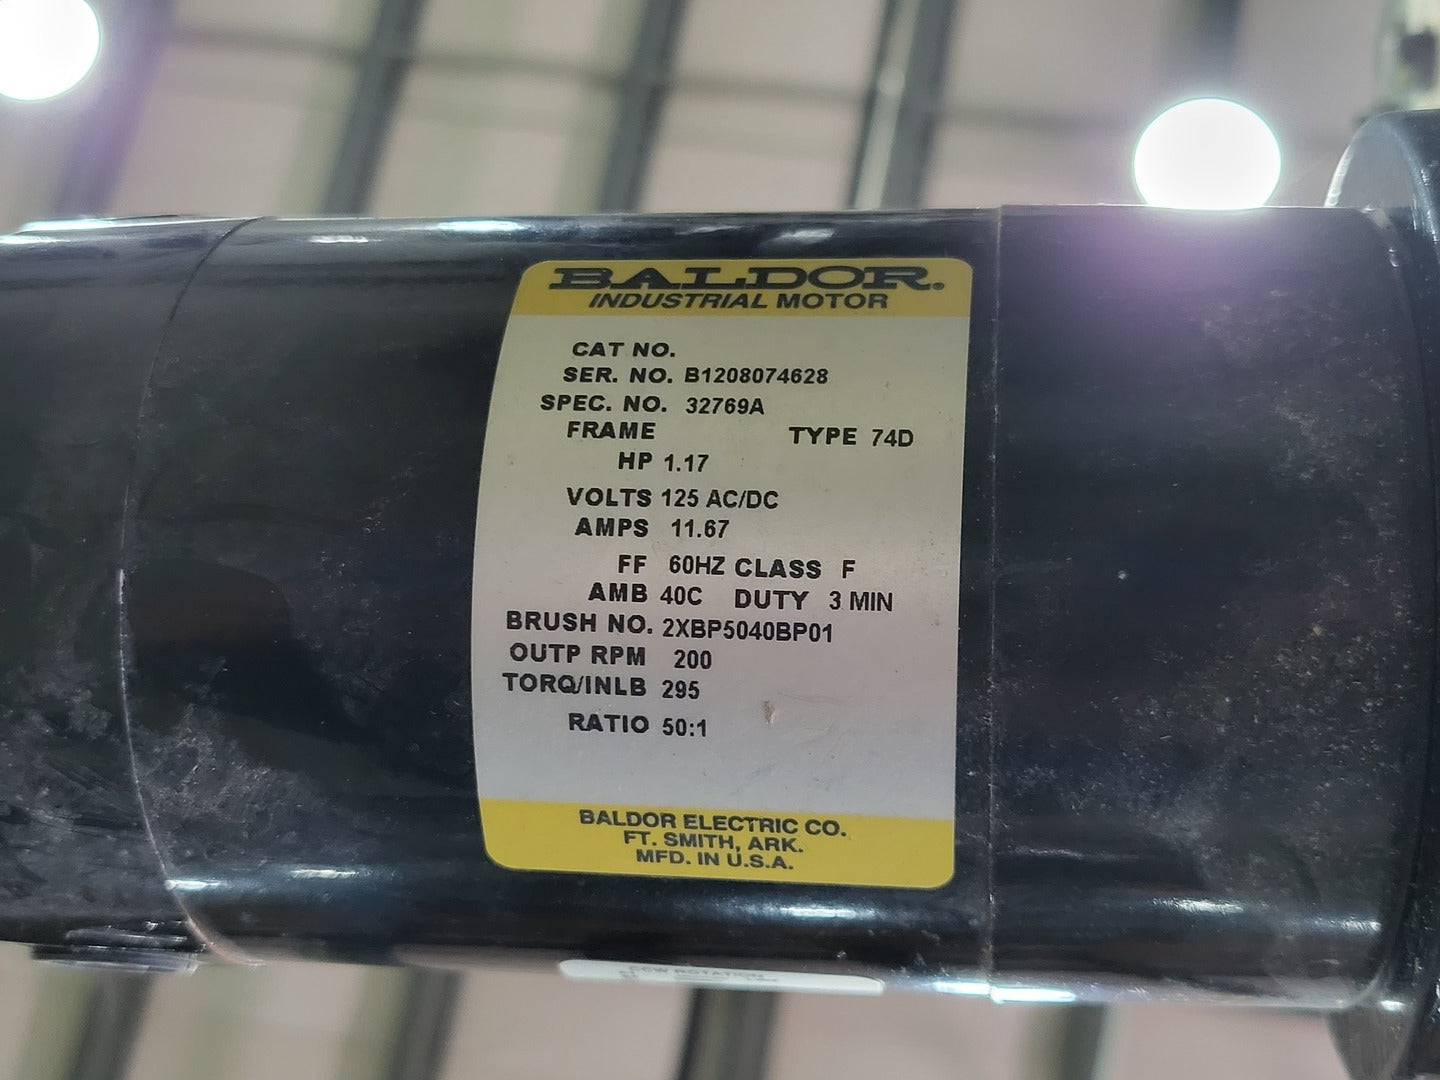 BALDOR.
INDUSTRIAL MOTOR
CAT NO.
SER. NO. B1208074628
SPEC. NO. 32769A
FRAME TYPE 74D
HP 1.17
VOLTS 125 AC/DC
AMPS 11.67
FF 60HZ CLASS F
AMB 40C DUTY 3 MIN
BRUSH NO. 2XBP5040BP01
OUTP RPM 200
TORQ/INLB 295
RATIO 50:1
BALDOR ELECTRIC CO.
FT. SMITH, ARK.
MFD. IN U.S.A.
CCW ROTATION